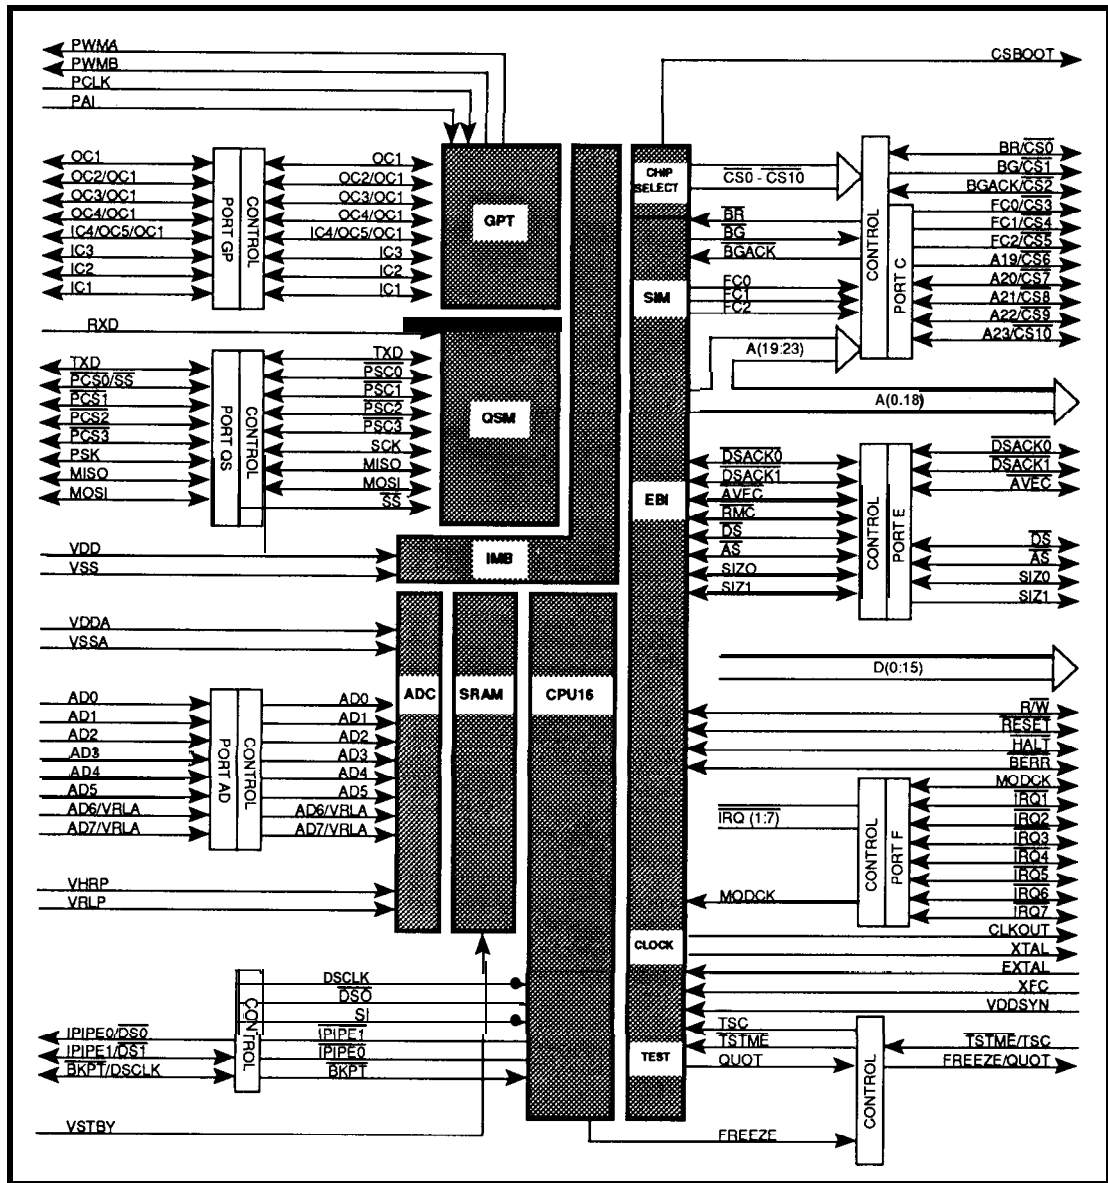 PWMA
PWMB
PCLK
PAI
CSBOOT
OC1
OC2/OC1
OC3/OC1
OC4/OC1
IC4/OC5/OC1
IC3
IC2
IC1
PORT GP
CONTROL
OC1
OC2/OC1
OC3/OC1
OC4/OC1
IC4/OC5/OC1
IC3
IC2
IC1
GPT
RXD
TXD
PCS0/SS
PCS1
PCS2
PCS3
PSK
MISO
MOSI
PORT QS
CONTROL
TXD
PSC0
PSC1
PSC2
PSC3
SCK
MISO
MOSI
SS
QSM
VDD
VSS
IMB
VDDA
VSSA
AD0
AD1
AD2
AD3
AD4
AD5
AD6/VRLA
AD7/VRLA
PORT AD
CONTROL
AD0
AD1
AD2
AD3
AD4
AD5
AD6/VRLA
AD7/VRLA
ADC
SRAM
CPU16
VHRP
VRLP
DSCLK
DSO
SI
IPIPE1
IPIPE0
BKPT
CONTROL
IPIPE0/DS0
IPIPE1/DS1
BKPT/DSCLK
VSTBY
CHIP
SELECT
CS0 - CS10
BR
BG
BGACK
SIM
FC0
FC1
FC2
A(19:23)
CONTROL
PORT C
BR/CS0
BG/CS1
BGACK/CS2
FC0/CS3
FC1/CS4
FC2/CS5
A19/CS6
A20/CS7
A21/CS8
A22/CS9
A23/CS10
A(0.18)
EBI
DSACK0
DSACK1
AVEC
RMC
DS
AS
SIZO
SIZ1
CONTROL
PORT E
DSACK0
DSACK1
AVEC
DS
AS
SIZ0
SIZ1
D(0:15)
R/W
RESET
HALT
BERR
IRQ (1:7)
MODCK
CONTROL
PORT F
MODCK
IRQ1
IRQ2
IRQ3
IRQ4
IRQ5
IRQ6
IRQ7
CLOCK
CLKOUT
XTAL
EXTAL
XFC
VDDSYN
TEST
TSC
TSTME
QUOT
FREEZE
CONTROL
TSTME/TSC
FREEZE/QUOT